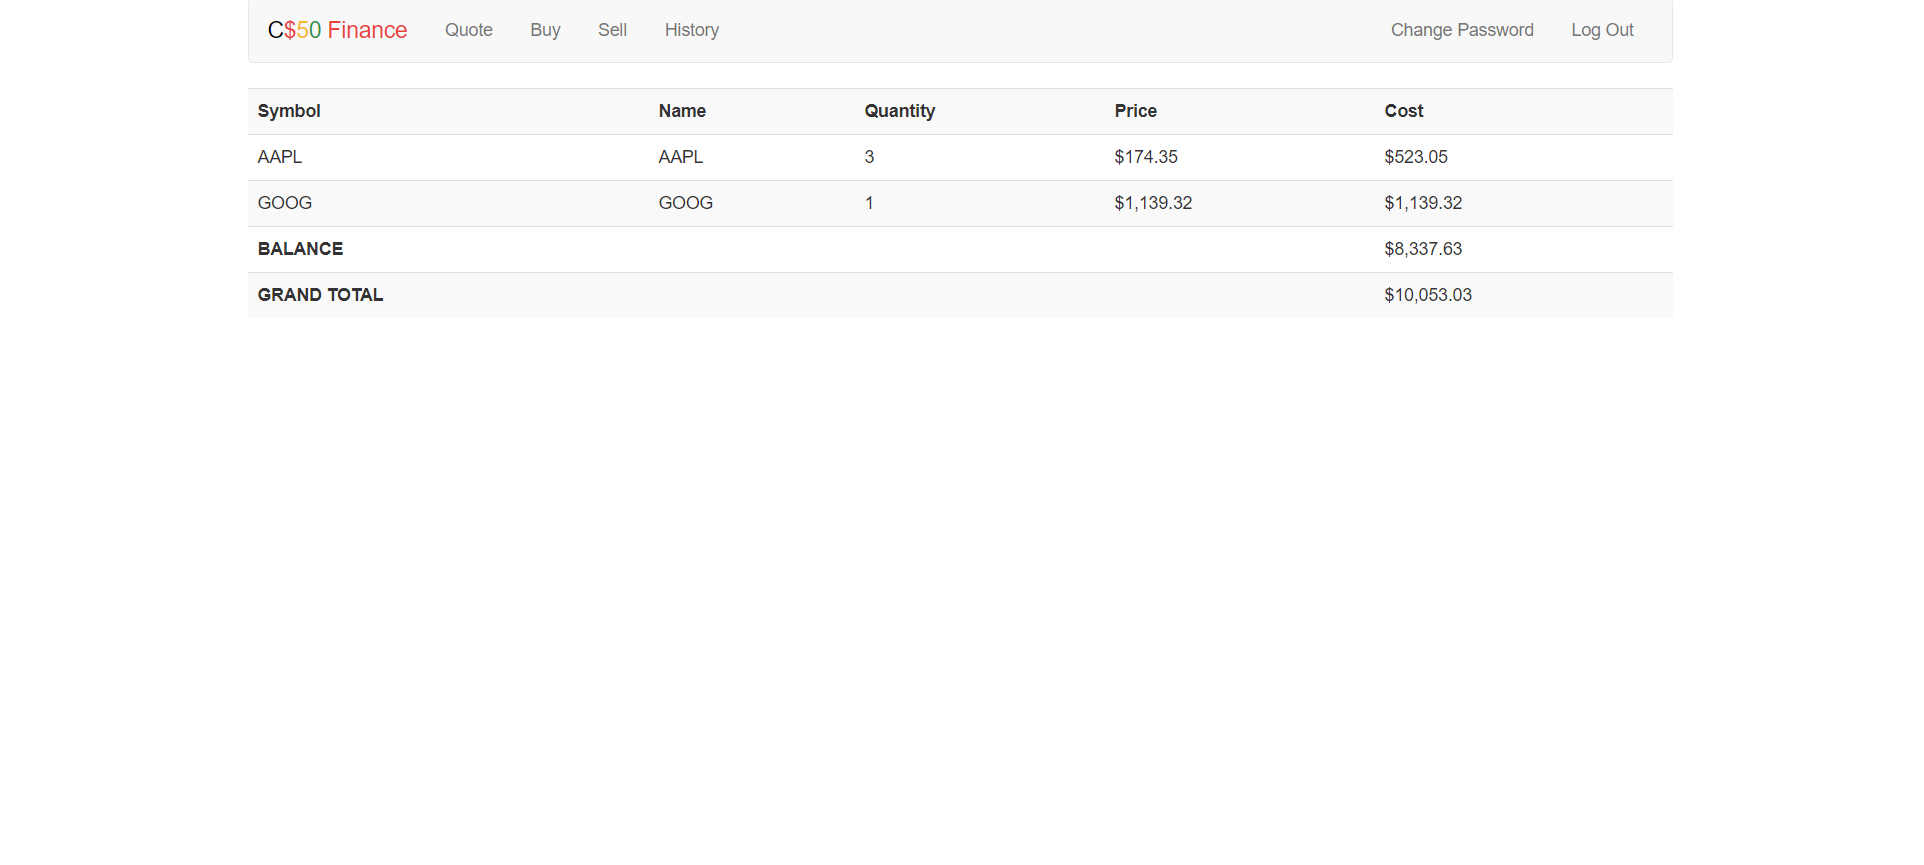 C$50 Finance Quote Buy Sell History Change Password Log Out
Symbol Name Quantity Price Cost
AAPL AAPL 3 $174.35 $523.05
GOOG GOOG 1 $1,139.32 $1,139.32
BALANCE $8,337.63
GRAND TOTAL $10,053.03